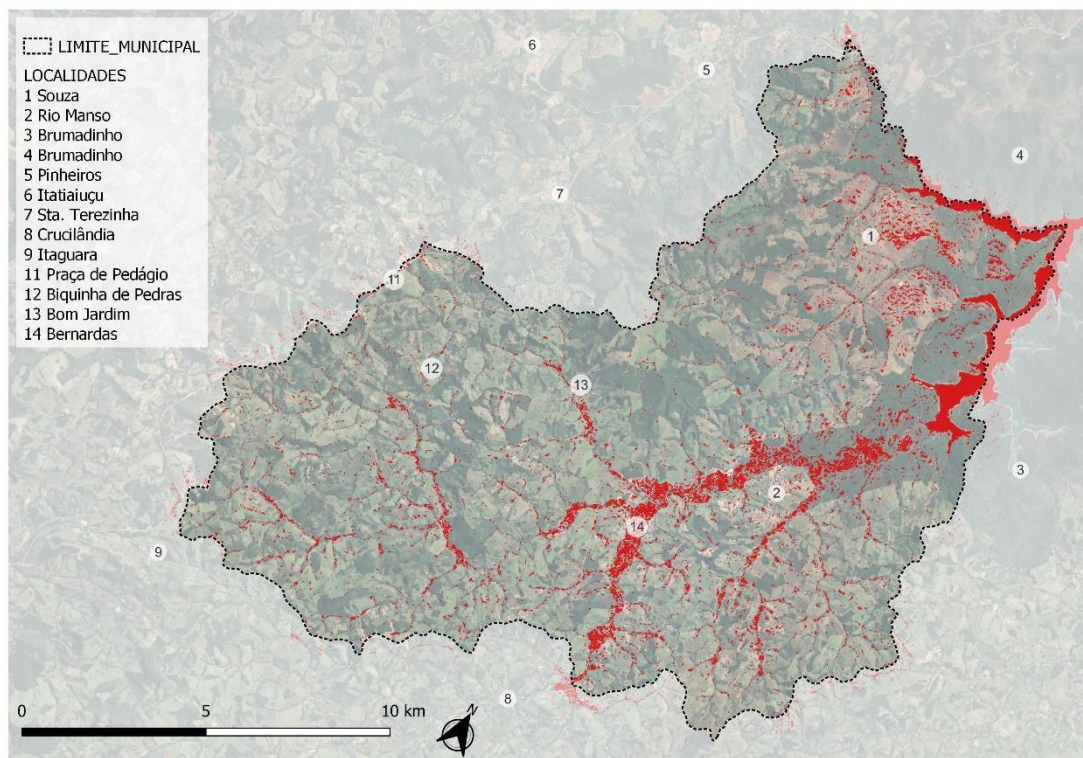 LIMITE_MUNICIPAL
LOCALIDADES
1 Souza
2 Rio Manso
3 Brumadinho
4 Brumadinho
5 Pinheiros
6 Itatiaiuçu
7 Sta. Terezinha
8 Crucilândia
9 Itaguara
11 Praça de Pedágio
12 Biquinha de Pedras
13 Bom Jardim
14 Bernardas
6
5
4
7
1
11
12
13
3
2
14
9
8
0 5 10 km
N